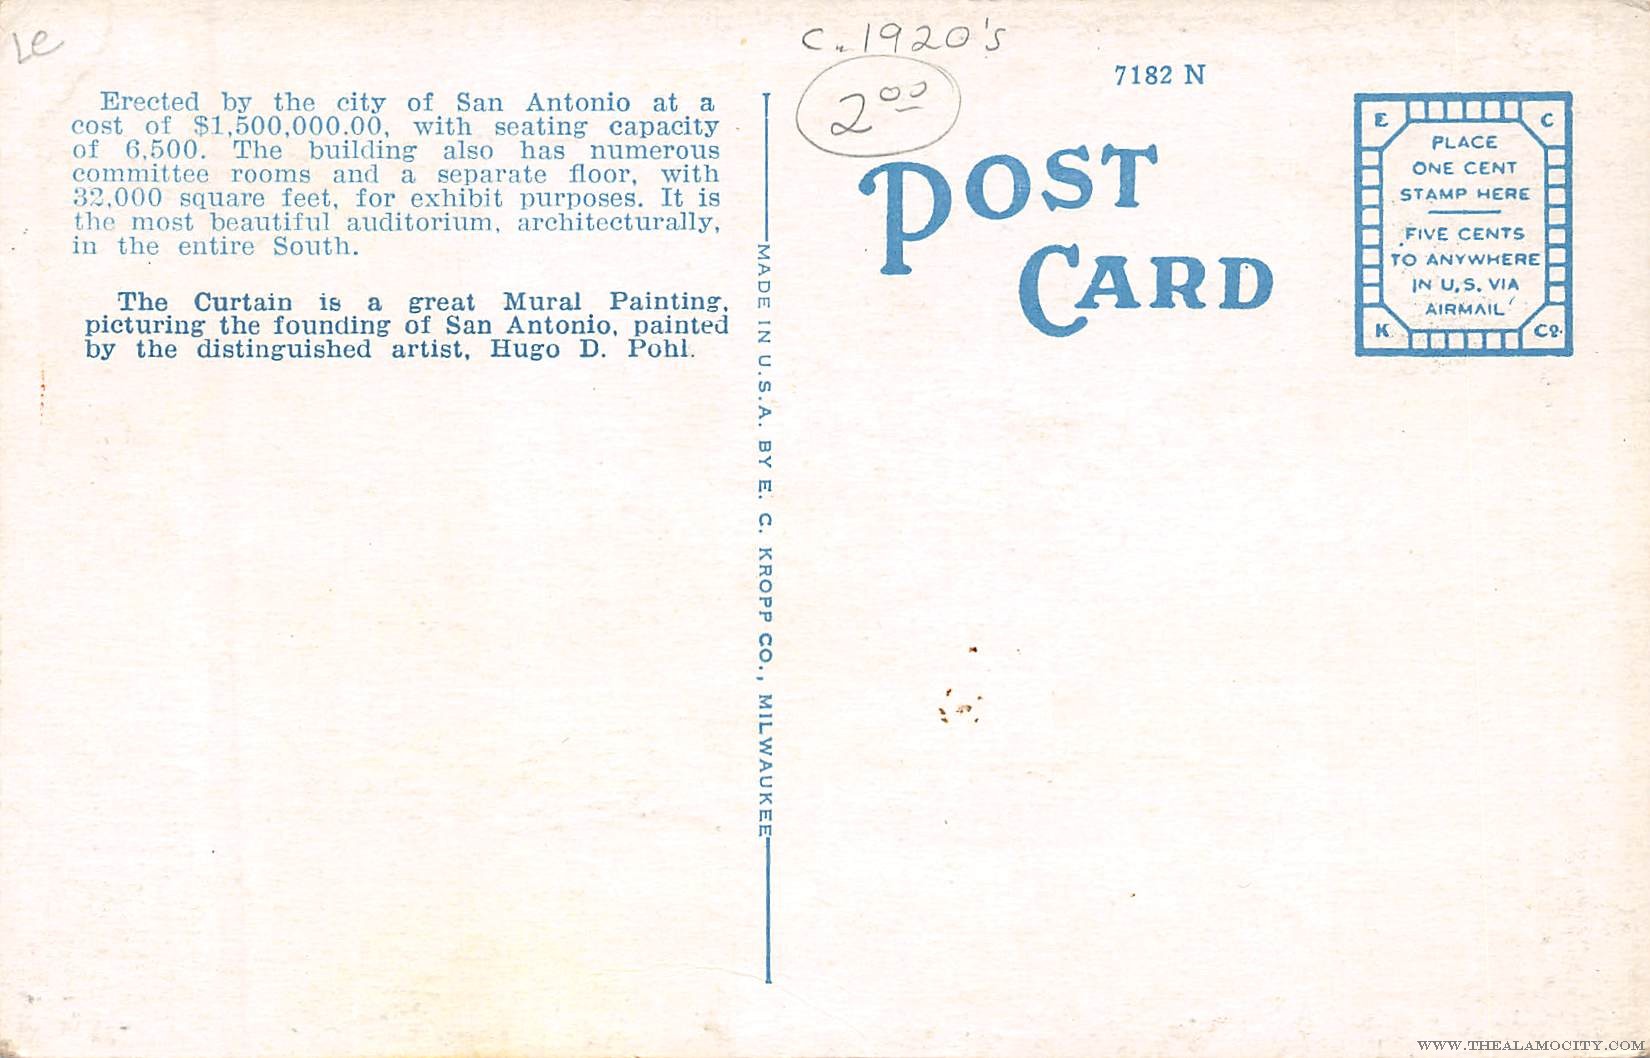 Le
c. 1920's
2 00
7182 N
Erected by the city of San Antonio at a
cost of $1,500,000.00, with seating capacity
of 6,500. The building also has numerous
committee rooms and a separate floor, with
32,000 square feet, for exhibit purposes. It is
the most beautiful auditorium, architecturally,
in the entire South.
The Curtain is a great Mural Painting,
picturing the founding of San Antonio, painted
by the distinguished artist, Hugo D. Pohl.
MADE IN U.S.A. BY E. C. KROPP CO., MILWAUKEE
POST
CARD
E C
PLACE
ONE CENT
STAMP HERE
FIVE CENTS
TO ANYWHERE
IN U.S. VIA
AIRMAIL
K Co.
WWW.THEALAMOCITY.COM